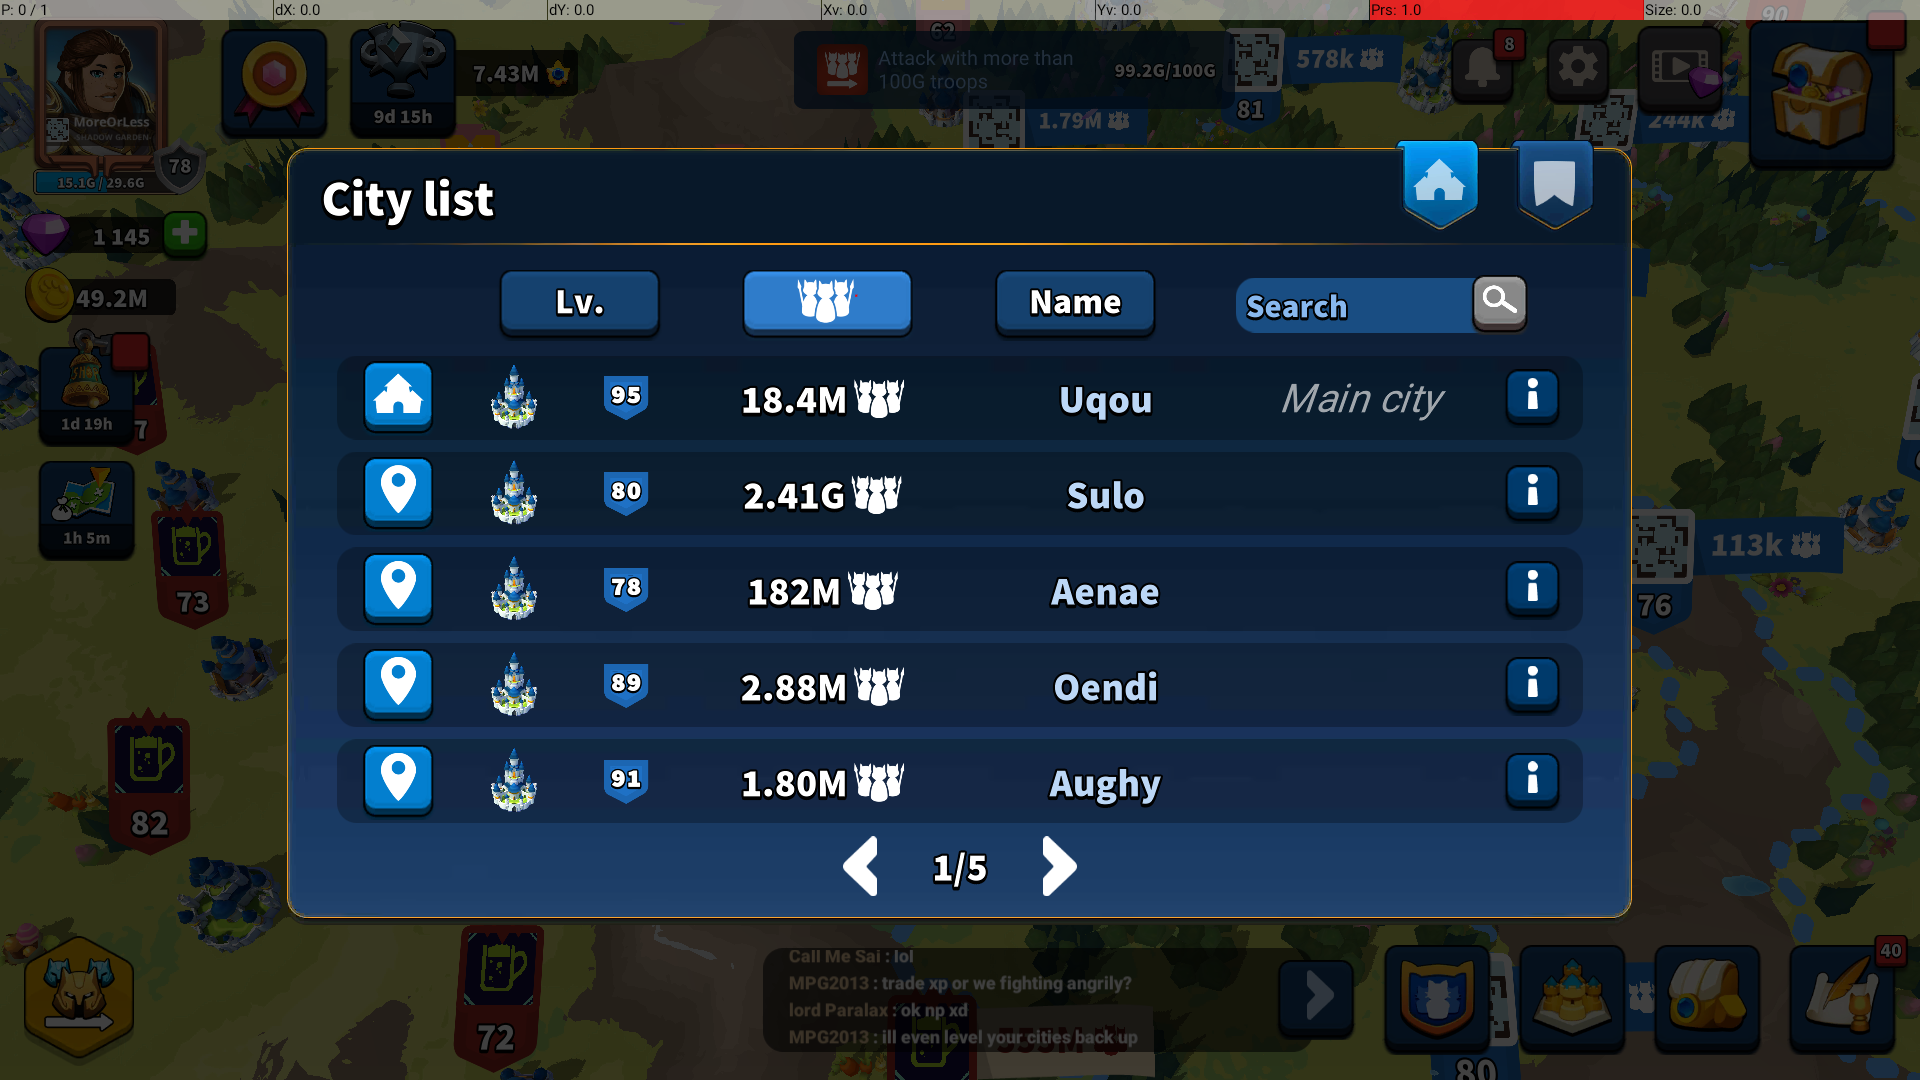 P: 0 / 1
dX: 0.0
dY: 0.0
Xv: 0.0
Yv: 0.0
Prs: 1.0
Size: 0.0
MoreOrLess
SHADOW GARDEN
78
15.1G/29.6G
9d 15h
7.43M
62
Attack with more than
100G troops
99.2G/100G
578k
81
1.79M
8
90
244k
1 145
49.2M
1d 19h
7
1h 5m
73
82
72
City list
Lv.
Name
Search
95
18.4M
Uqou
Main city
80
2.41G
Sulo
78
182M
Aenae
89
2.88M
Oendi
91
1.80M
Aughy
1/5
113k
76
Call Me Sai : lol
MPG2013 : trade xp or we fighting angrily?
lord Paralax : ok np xd
MPG2013 : ill even level your cities back up
40
80